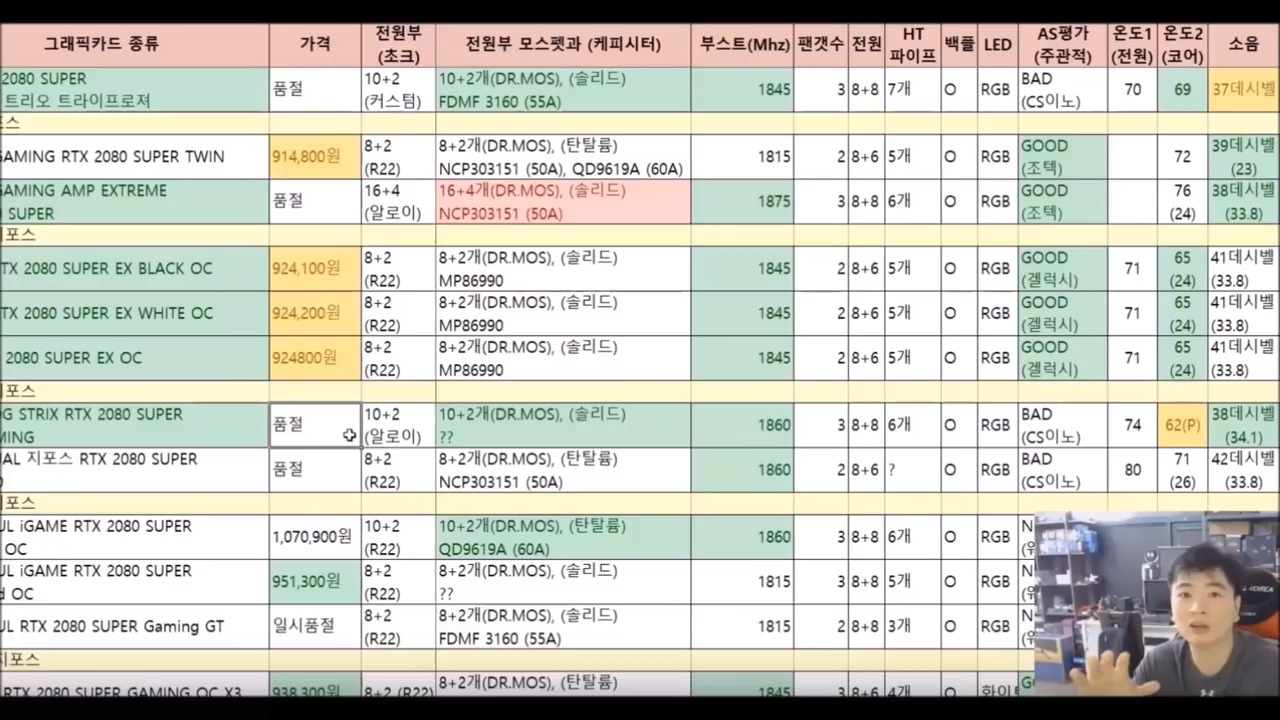 그래픽카드 종류 가격 전원부 (초크) 전원부 모스펫과 (케피시터) 부스트(Mhz) 팬갯수 전원 HT 파이프 백플 LED AS평가 (주관적) 온도1 (전원) 온도2 (코어) 소음
2080 SUPER 트리오 트라이프로져 품절 10+2 (커스텀) 10+2개(DR.MOS), (솔리드) FDMF 3160 (55A) 1845 3 8+8 7개 O RGB BAD (CS이노) 70 69 37데시벨
GAMING RTX 2080 SUPER TWIN 914,800원 8+2 (R22) 8+2개(DR.MOS), (탄탈륨) NCP303151 (50A), QD9619A (60A) 1815 2 8+6 5개 O RGB GOOD (조텍) 72 39데시벨 (23)
GAMING AMP EXTREME SUPER 품절 16+4 (알로이) 16+4개(DR.MOS), (솔리드) NCP303151 (50A) 1875 3 8+8 6개 O RGB GOOD (조텍) 76 (24) 38데시벨 (33.8)
지포스
TX 2080 SUPER EX BLACK OC 924,100원 8+2 (R22) 8+2개(DR.MOS), (솔리드) MP86990 1845 2 8+6 5개 O RGB GOOD (겔럭시) 71 65 (24) 41데시벨 (33.8)
TX 2080 SUPER EX WHITE OC 924,200원 8+2 (R22) 8+2개(DR.MOS), (솔리드) MP86990 1845 2 8+6 5개 O RGB GOOD (겔럭시) 71 65 (24) 41데시벨 (33.8)
2080 SUPER EX OC 924800원 8+2 (R22) 8+2개(DR.MOS), (솔리드) MP86990 1845 2 8+6 5개 O RGB GOOD (겔럭시) 71 65 (24) 41데시벨 (33.8)
지포스
OG STRIX RTX 2080 SUPER MING 품절 10+2 (알로이) 10+2개(DR.MOS), (솔리드) ?? 1860 3 8+8 6개 O RGB BAD (CS이노) 74 62(P) 38데시벨 (34.1)
UAL 지포스 RTX 2080 SUPER 품절 8+2 (R22) 8+2개(DR.MOS), (탄탈륨) NCP303151 (50A) 1860 2 8+6 ? O RGB BAD (CS이노) 80 71 (26) 42데시벨 (33.8)
지포스
UL iGAME RTX 2080 SUPER OC 1,070,900원 10+2 (R22) 10+2개(DR.MOS), (탄탈륨) QD9619A (60A) 1860 3 8+8 6개 O RGB
UL iGAME RTX 2080 SUPER OC 951,300원 8+2 (R22) 8+2개(DR.MOS), (솔리드) ?? 1815 3 8+8 5개 O RGB
UL RTX 2080 SUPER Gaming GT 일시품절 8+2 (R22) 8+2개(DR.MOS), (솔리드) FDMF 3160 (55A) 1815 2 8+8 3개 O RGB
지포스
RTX 2080 SUPER GAMING OC X3 938,300원 8+2 (R22) 8+2개(DR.MOS), (탄탈륨) 1845 3 8+6 4개 O